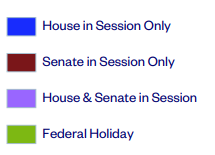 House in Session Only
Senate in Session Only
House & Senate in Session
Federal Holiday